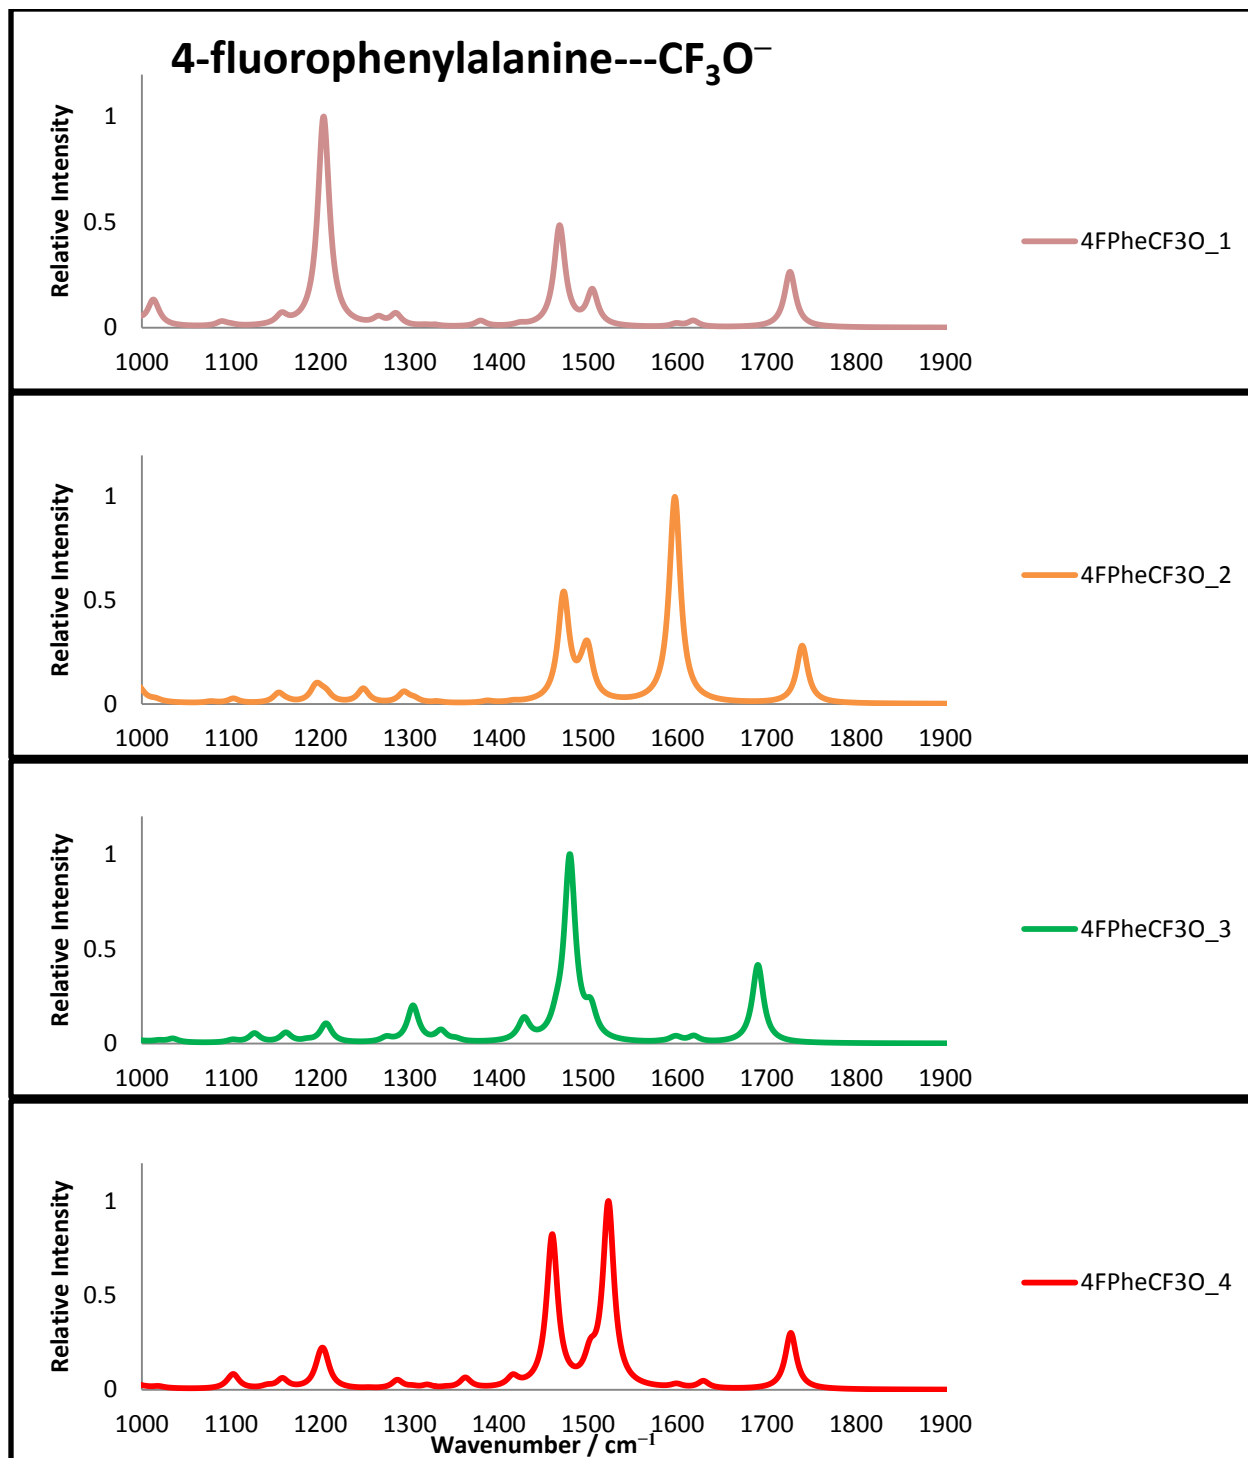 4-fluorophenylalanine---CF₃O⁻
Relative Intensity
1
0.5
0
1000 1100 1200 1300 1400 1500 1600 1700 1800 1900
4FPheCF3O_1
Relative Intensity
1
0.5
0
1000 1100 1200 1300 1400 1500 1600 1700 1800 1900
4FPheCF3O_2
Relative Intensity
1
0.5
0
1000 1100 1200 1300 1400 1500 1600 1700 1800 1900
4FPheCF3O_3
Relative Intensity
1
0.5
0
1000 1100 1200 1300 1400 1500 1600 1700 1800 1900
4FPheCF3O_4
Wavenumber / cm⁻¹